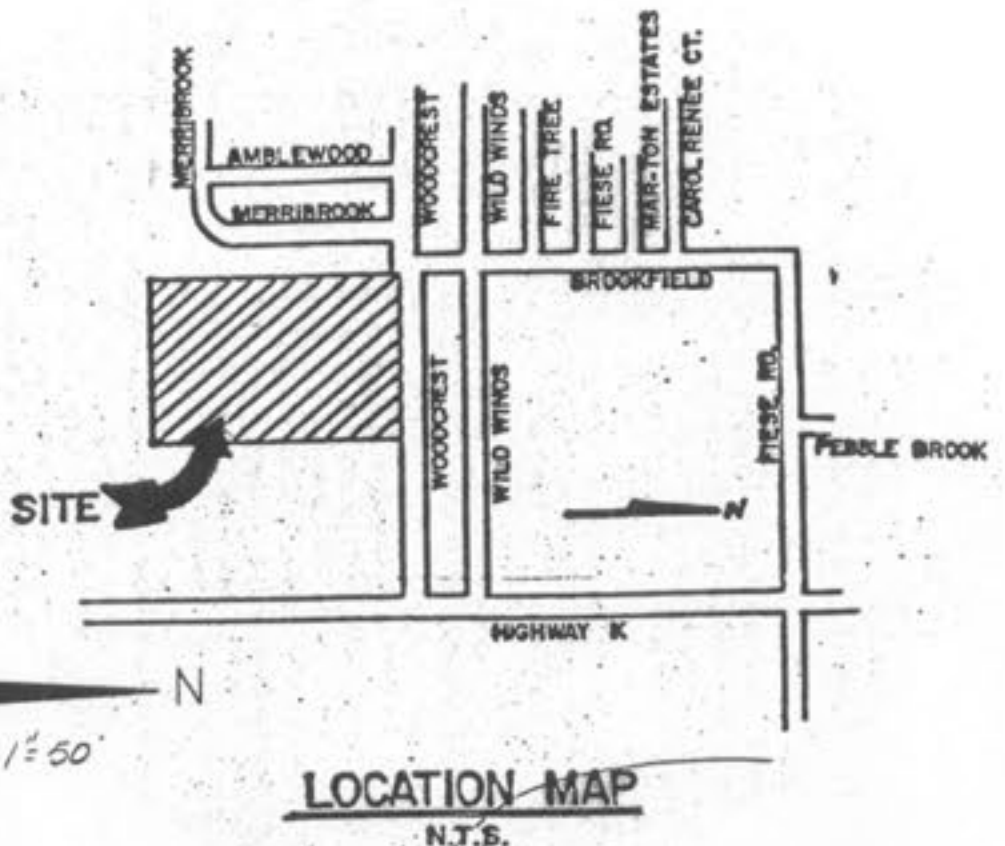 MERRIBROOK
AMBLEWOOD
MERRIBROOK
WOODCREST
WILD WINDS
FIRE TREE
FIESE RD.
MAR-TON ESTATES
CAROL RENEE CT.
BROOKFIELD
WOODCREST
WILD WINDS
FIESE RD.
PEBBLE BROOK
SITE
N
HIGHWAY K
N
1"=50'
LOCATION MAP
N.T.S.